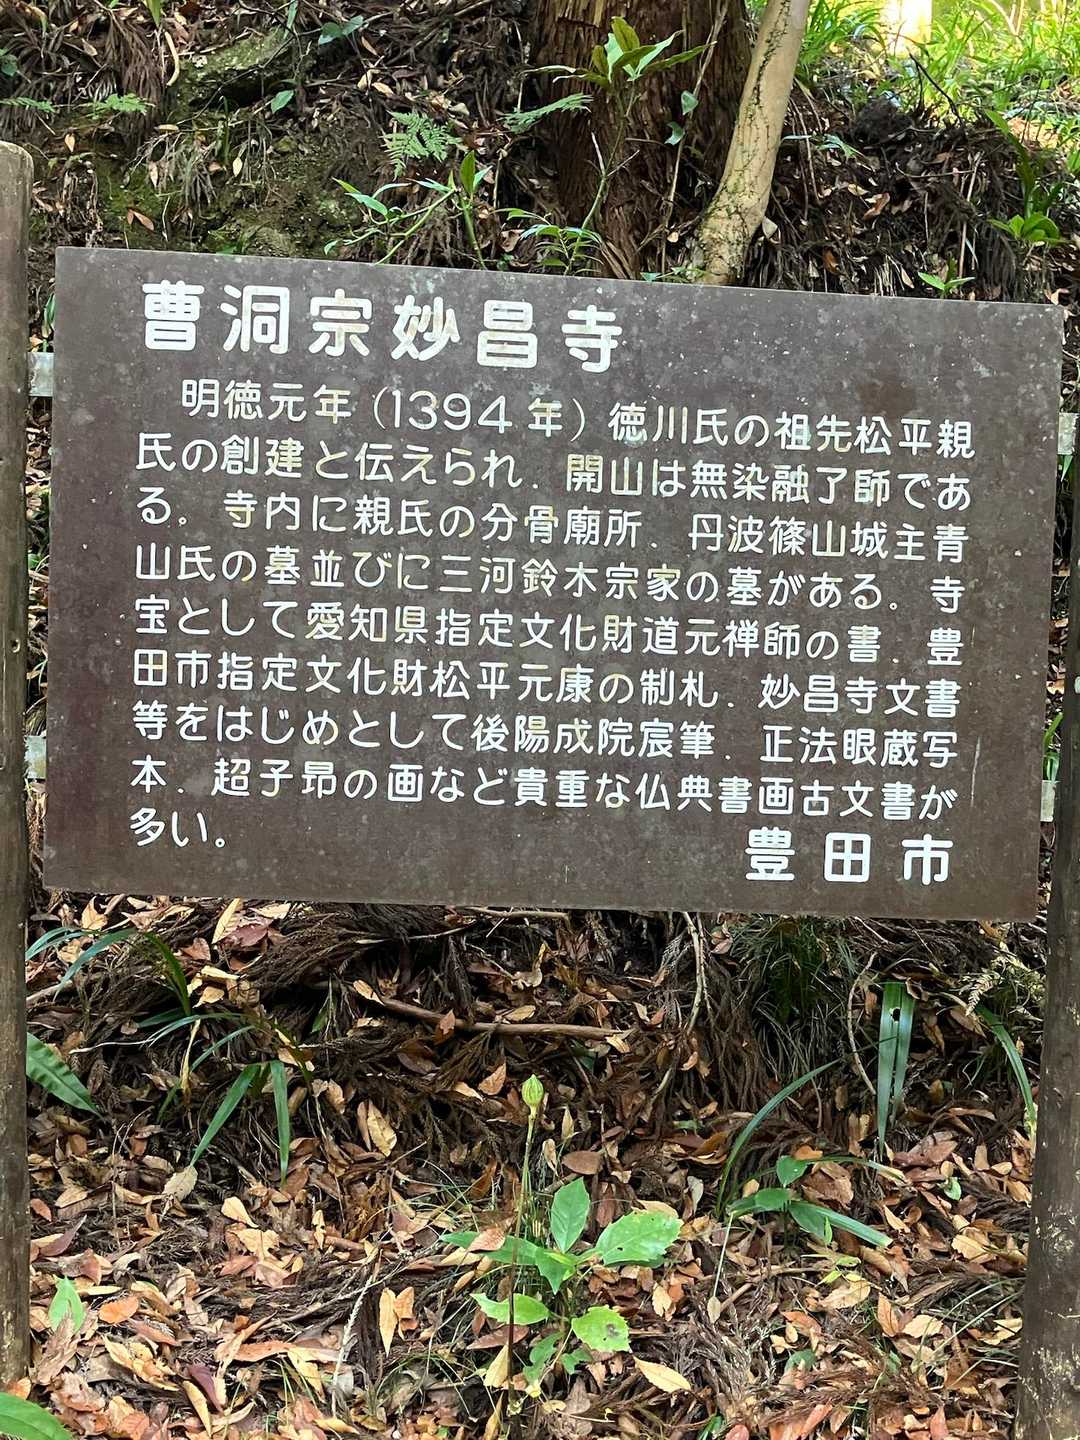 曹洞宗妙昌寺
明徳元年(1394年)徳川氏の祖先松平親
氏の創建と伝えられ．開山は無染融了師であ
る。寺内に親氏の分骨廟所．丹波篠山城主青
山氏の墓並びに三河鈴木宗家の墓がある。寺
宝として愛知県指定文化財道元禅師の書．豊
田市指定文化財松平元康の制札．妙昌寺文書
等をはじめとして後陽成院宸筆．正法眼蔵写
本．超子昻の画など貴重な仏典書画古文書が
多い。
豊田市